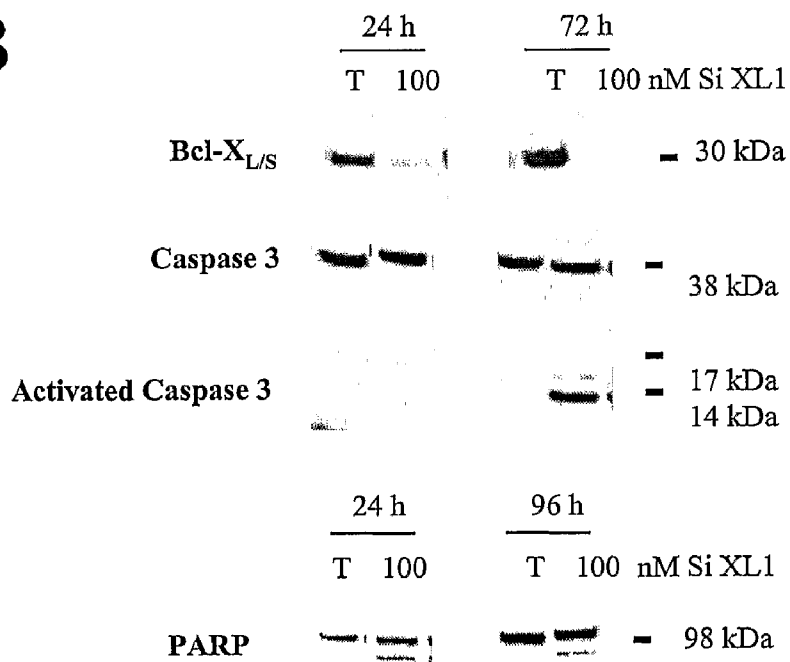 B
24 h 72 h
T 100 T 100 nM Si XL1
Bcl-XL/S 30 kDa
Caspase 3 38 kDa
17 kDa
Activated Caspase 3 14 kDa
24 h 96 h
T 100 T 100 nM Si XL1
PARP 98 kDa